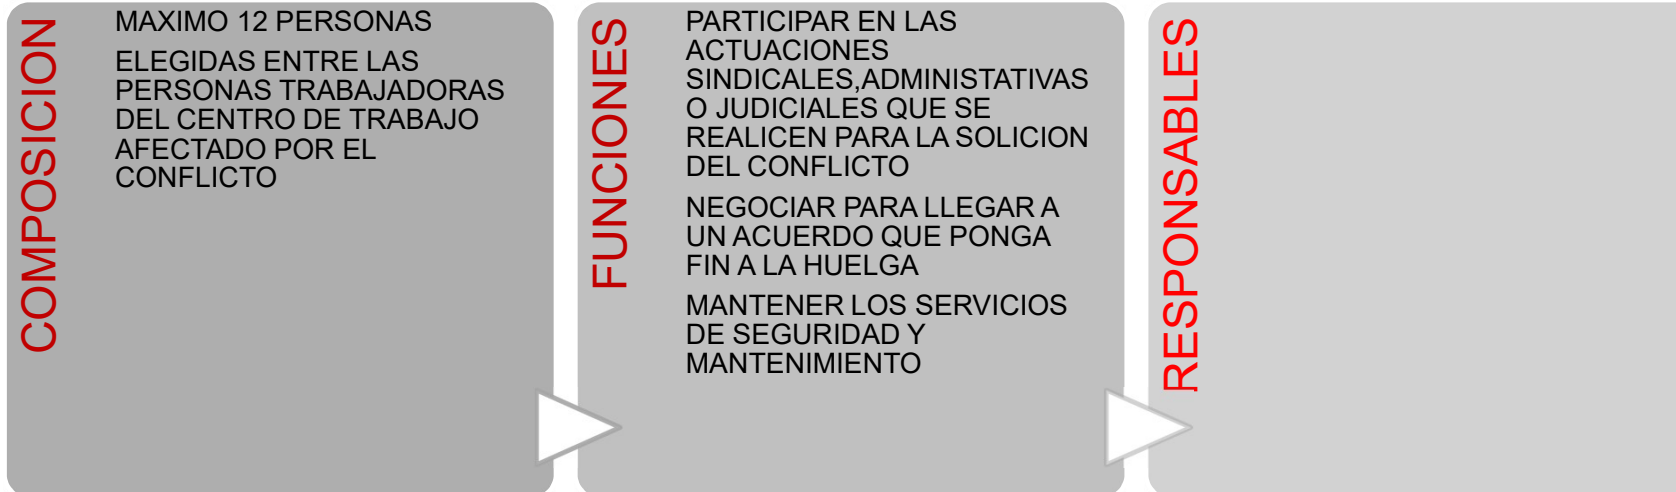 COMPOSICION
MAXIMO 12 PERSONAS
ELEGIDAS ENTRE LAS
PERSONAS TRABAJADORAS
DEL CENTRO DE TRABAJO
AFECTADO POR EL
CONFLICTO
FUNCIONES
PARTICIPAR EN LAS
ACTUACIONES
SINDICALES,ADMINISTATIVAS
O JUDICIALES QUE SE
REALICEN PARA LA SOLICION
DEL CONFLICTO
NEGOCIAR PARA LLEGAR A
UN ACUERDO QUE PONGA
FIN A LA HUELGA
MANTENER LOS SERVICIOS
DE SEGURIDAD Y
MANTENIMIENTO
RESPONSABLES